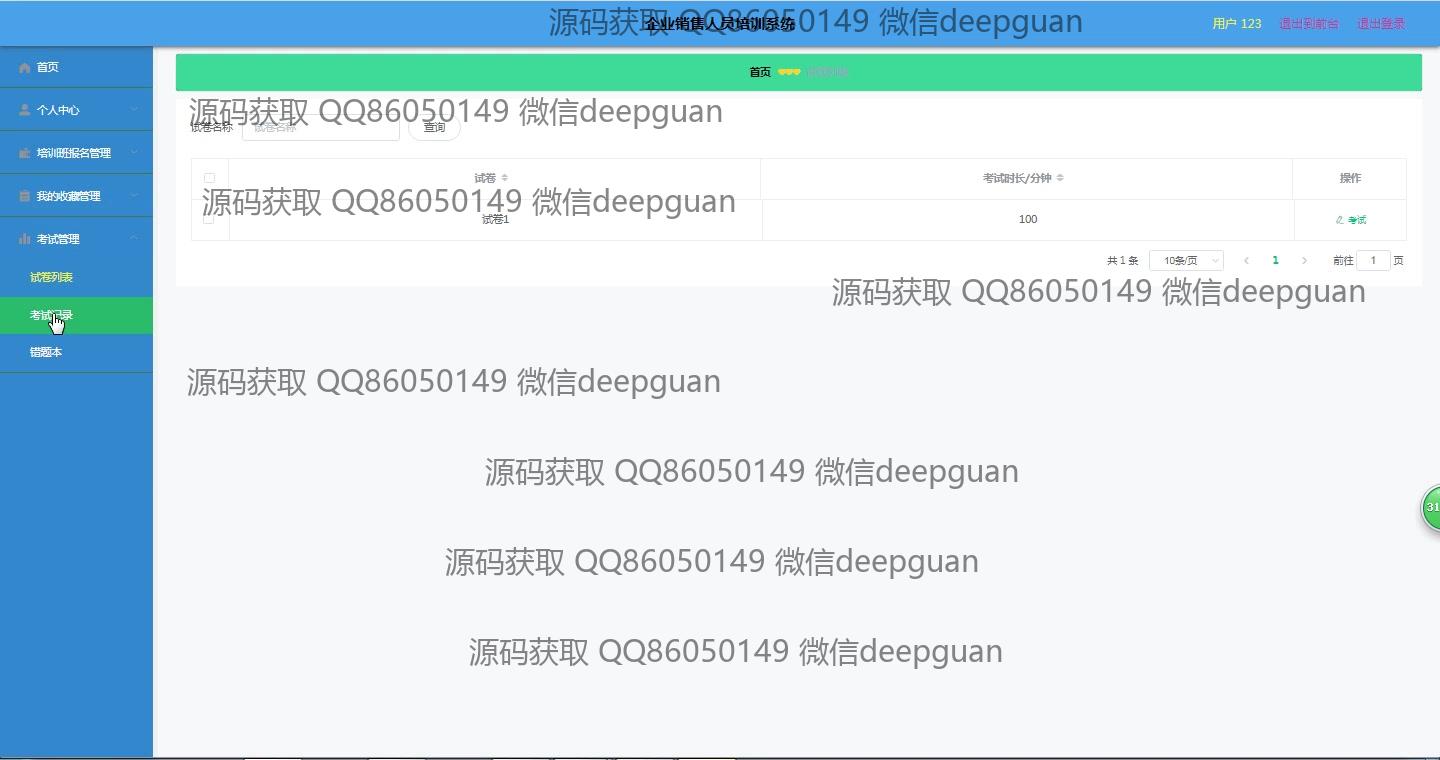 企业销售人员培训系统
源码获取 QQ86050149 微信deepguan
用户 123
退出到前台
退出登录
首页
个人中心
培训班报名管理
我的收藏管理
考试管理
试卷列表
考试记录
错题本
首页
试卷列表
源码获取 QQ86050149 微信deepguan
试卷名称
试卷名称
查询
试卷
考试时长/分钟
操作
源码获取 QQ86050149 微信deepguan
试卷1
100
考试
共 1 条
10条/页
1
前往
1
页
源码获取 QQ86050149 微信deepguan
源码获取 QQ86050149 微信deepguan
源码获取 QQ86050149 微信deepguan
31
源码获取 QQ86050149 微信deepguan
源码获取 QQ86050149 微信deepguan